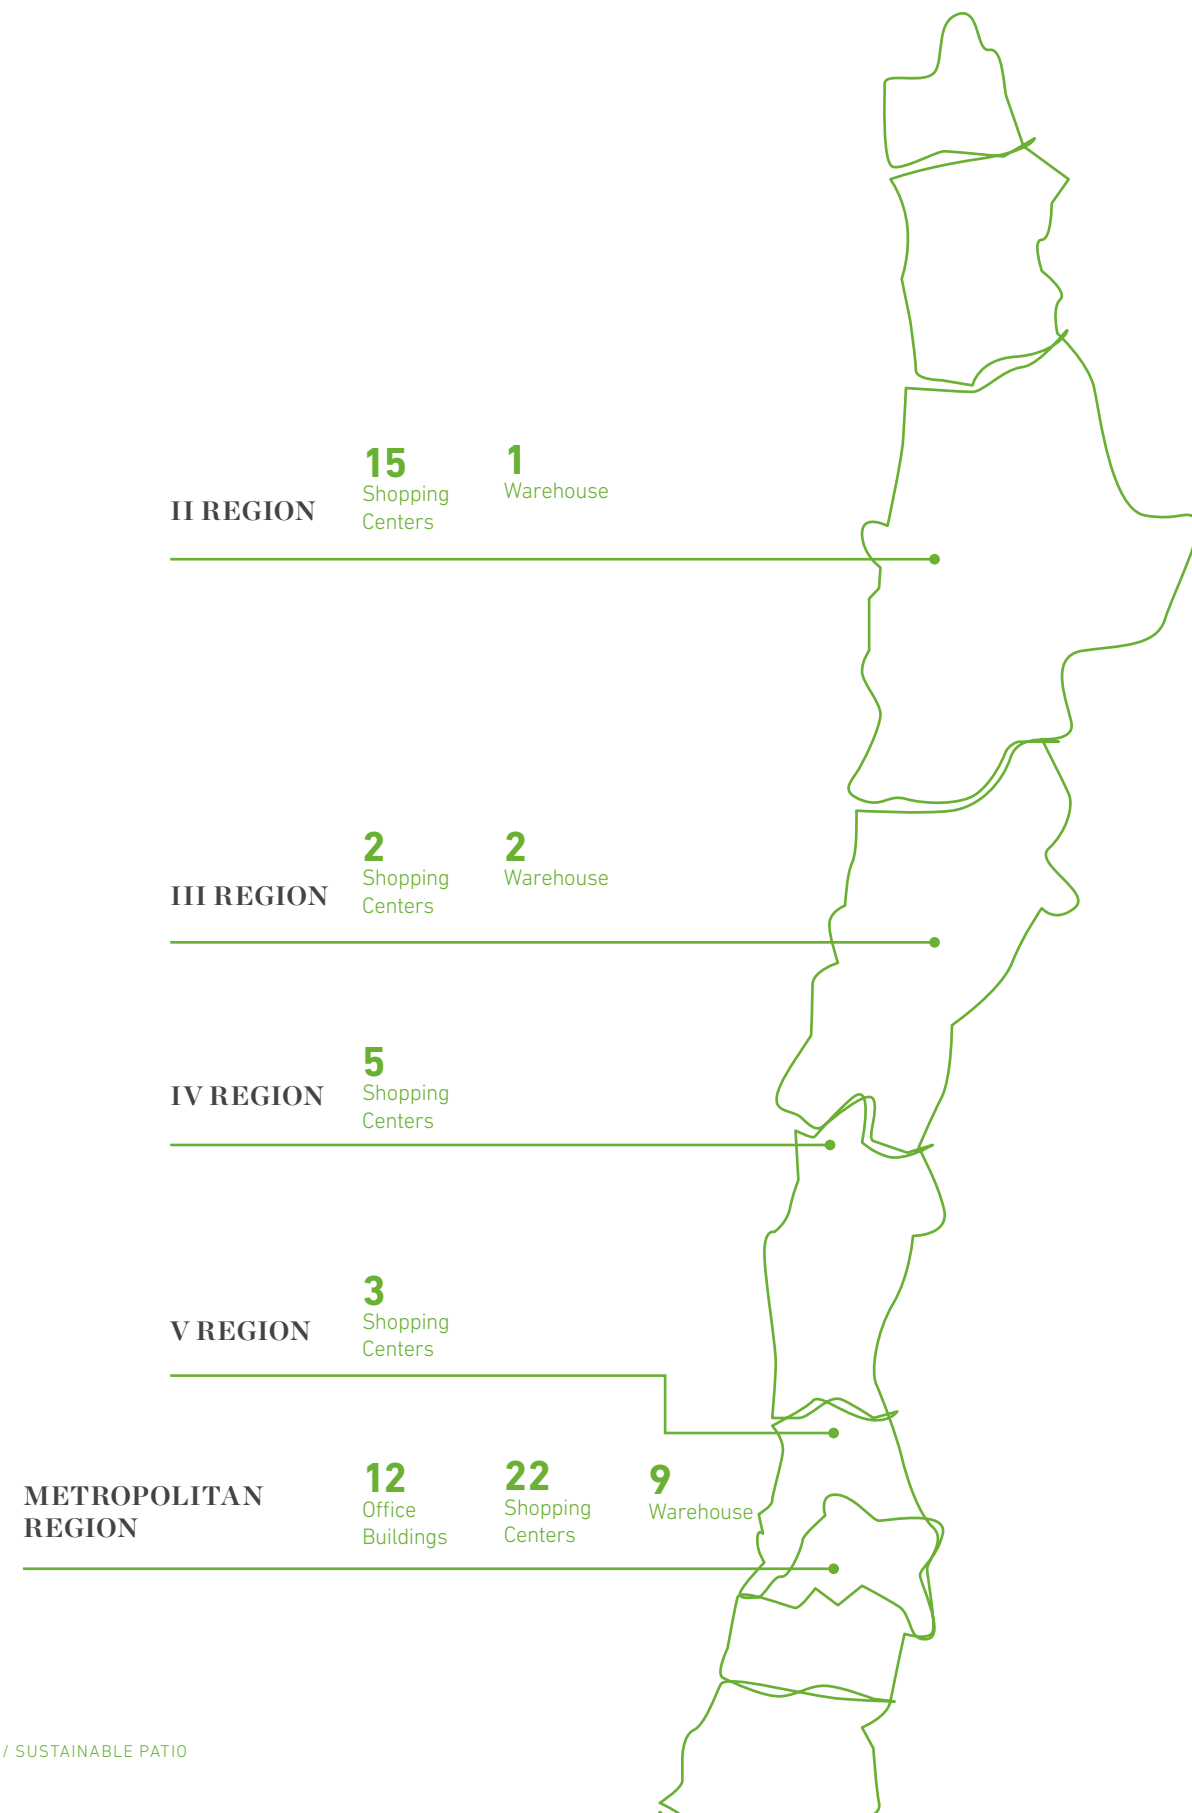 15
Shopping
Centers
1
Warehouse
II REGION
2
Shopping
Centers
2
Warehouse
III REGION
5
Shopping
Centers
IV REGION
3
Shopping
Centers
V REGION
12
Office
Buildings
22
Shopping
Centers
9
Warehouse
METROPOLITAN
REGION
/ SUSTAINABLE PATIO